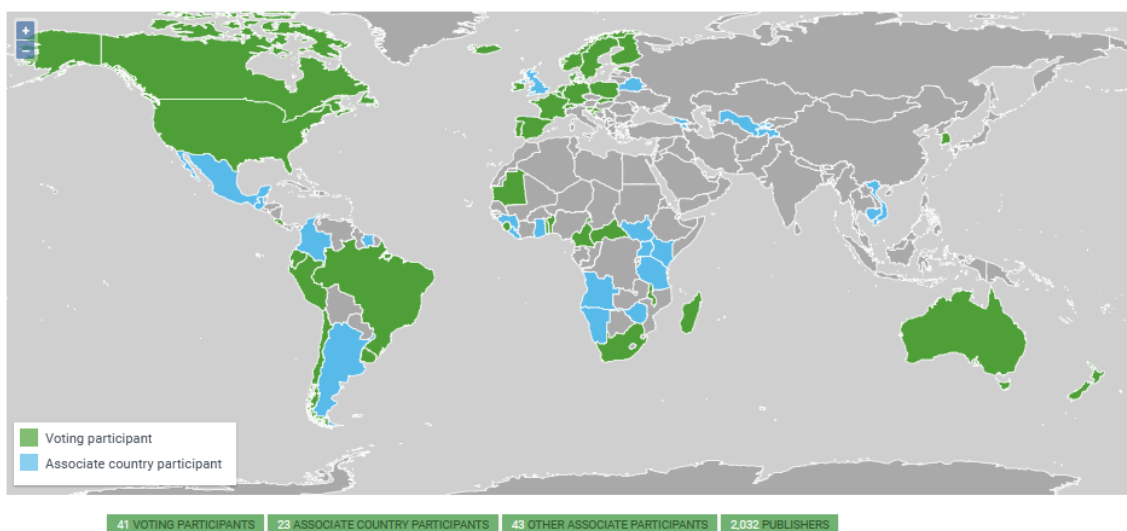 +
−
Voting participant
Associate country participant
41 VOTING PARTICIPANTS 23 ASSOCIATE COUNTRY PARTICIPANTS 43 OTHER ASSOCIATE PARTICIPANTS 2,032 PUBLISHERS